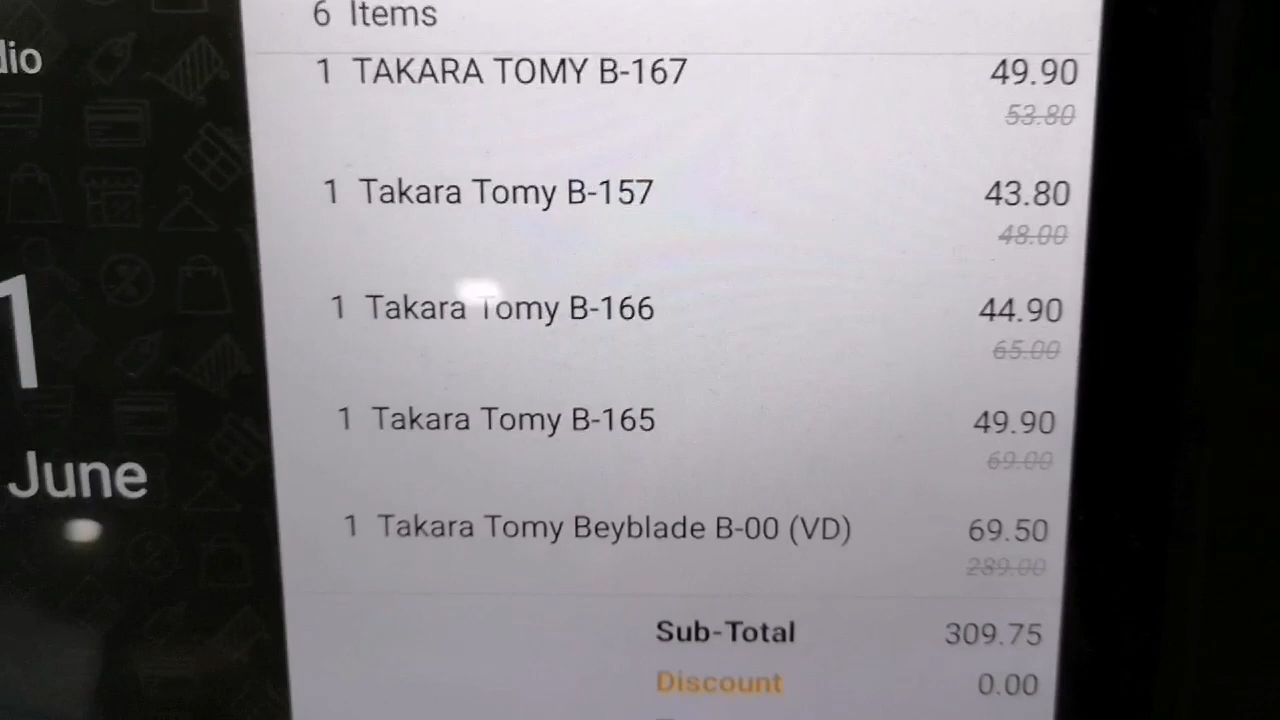 6 Items
dio
1 TAKARA TOMY B-167 49.90
53.80
1 Takara Tomy B-157 43.80
48.00
1 Takara Tomy B-166 44.90
65.00
1
1 Takara Tomy B-165 49.90
69.00
June
1 Takara Tomy Beyblade B-00 (VD) 69.50
289.00
Sub-Total 309.75
Discount 0.00